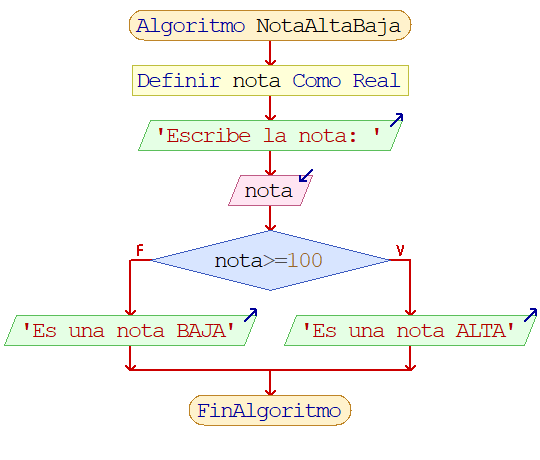 Algoritmo NotaAltaBaja
Definir nota Como Real
'Escribe la nota: '
nota
nota>=100
F
V
'Es una nota BAJA'
'Es una nota ALTA'
FinAlgoritmo